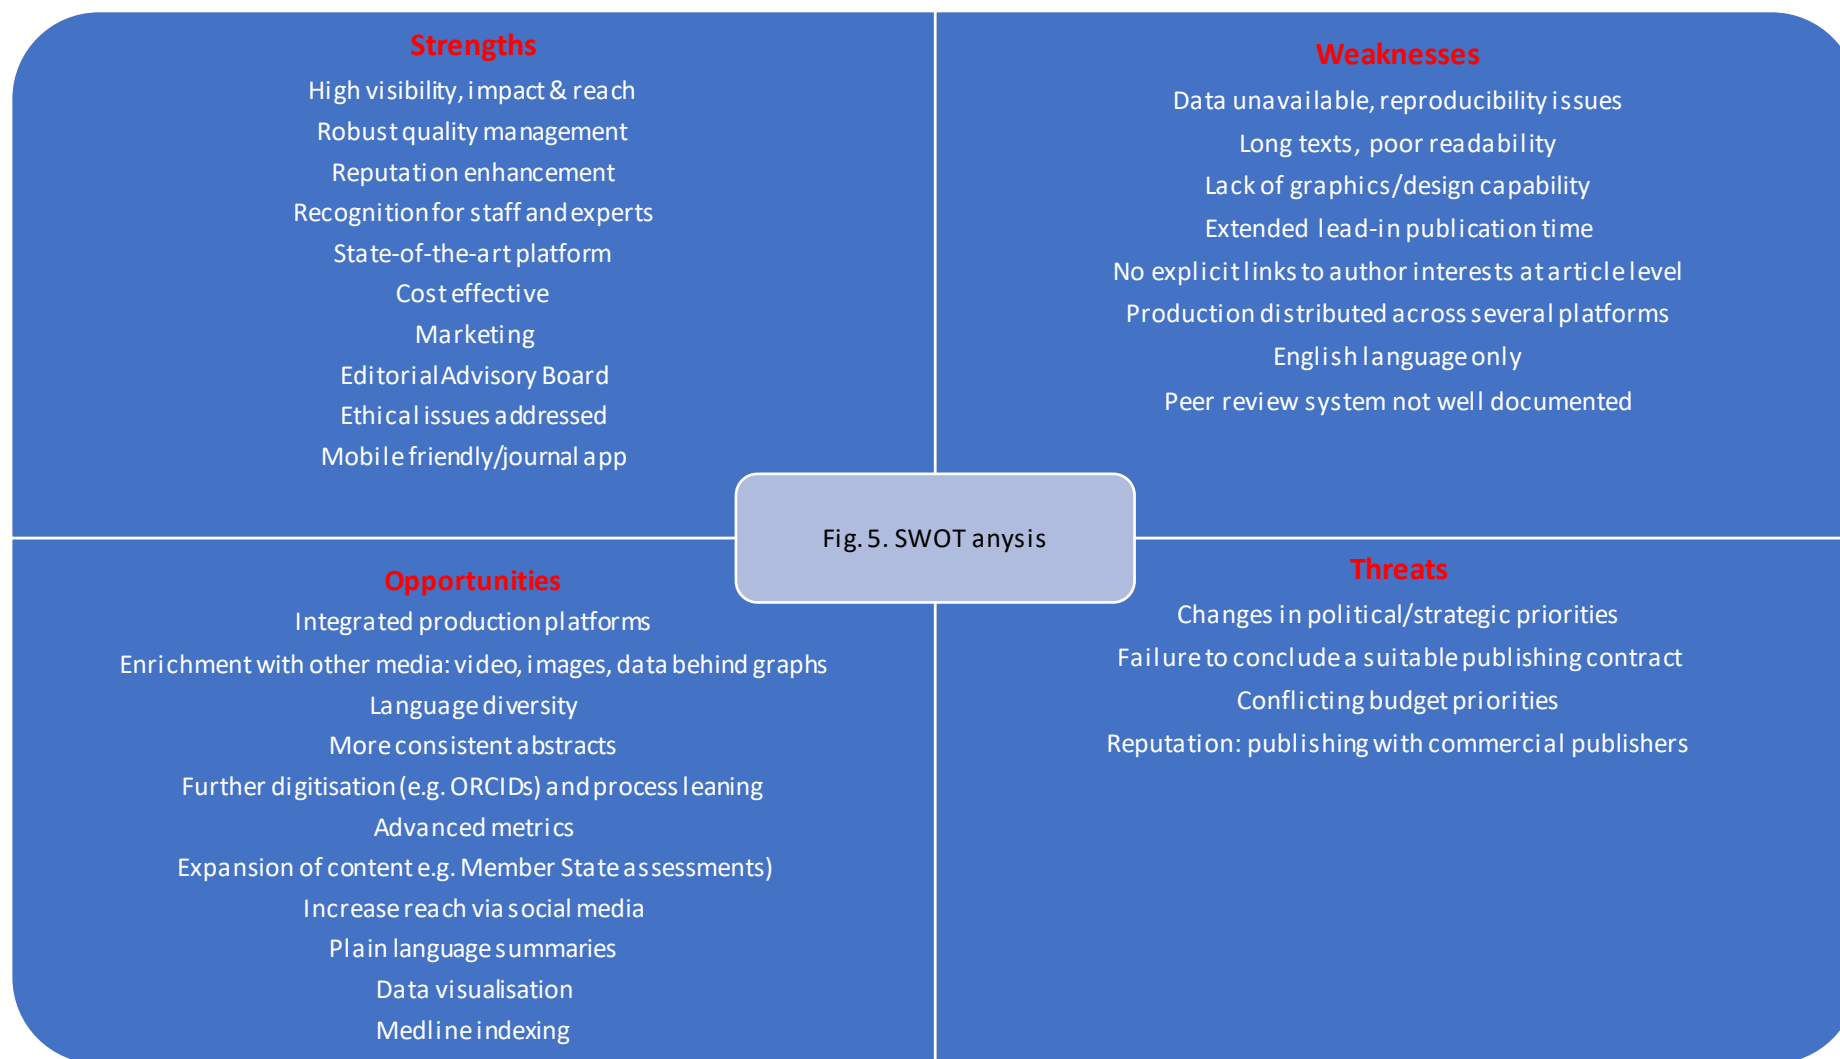 Strengths
High visibility, impact & reach
Robust quality management
Reputation enhancement
Recognition for staff and experts
State-of-the-art platform
Cost effective
Marketing
Editorial Advisory Board
Ethical issues addressed
Mobile friendly/journal app
Weaknesses
Data unavailable, reproducibility issues
Long texts, poor readability
Lack of graphics/design capability
Extended lead-in publication time
No explicit links to author interests at article level
Production distributed across several platforms
English language only
Peer review system not well documented
Fig. 5. SWOT anysis
Opportunities
Integrated production platforms
Enrichment with other media: video, images, data behind graphs
Language diversity
More consistent abstracts
Further digitisation (e.g. ORCIDs) and process leaning
Advanced metrics
Expansion of content e.g. Member State assessments)
Increase reach via social media
Plain language summaries
Data visualisation
Medline indexing
Threats
Changes in political/strategic priorities
Failure to conclude a suitable publishing contract
Conflicting budget priorities
Reputation: publishing with commercial publishers